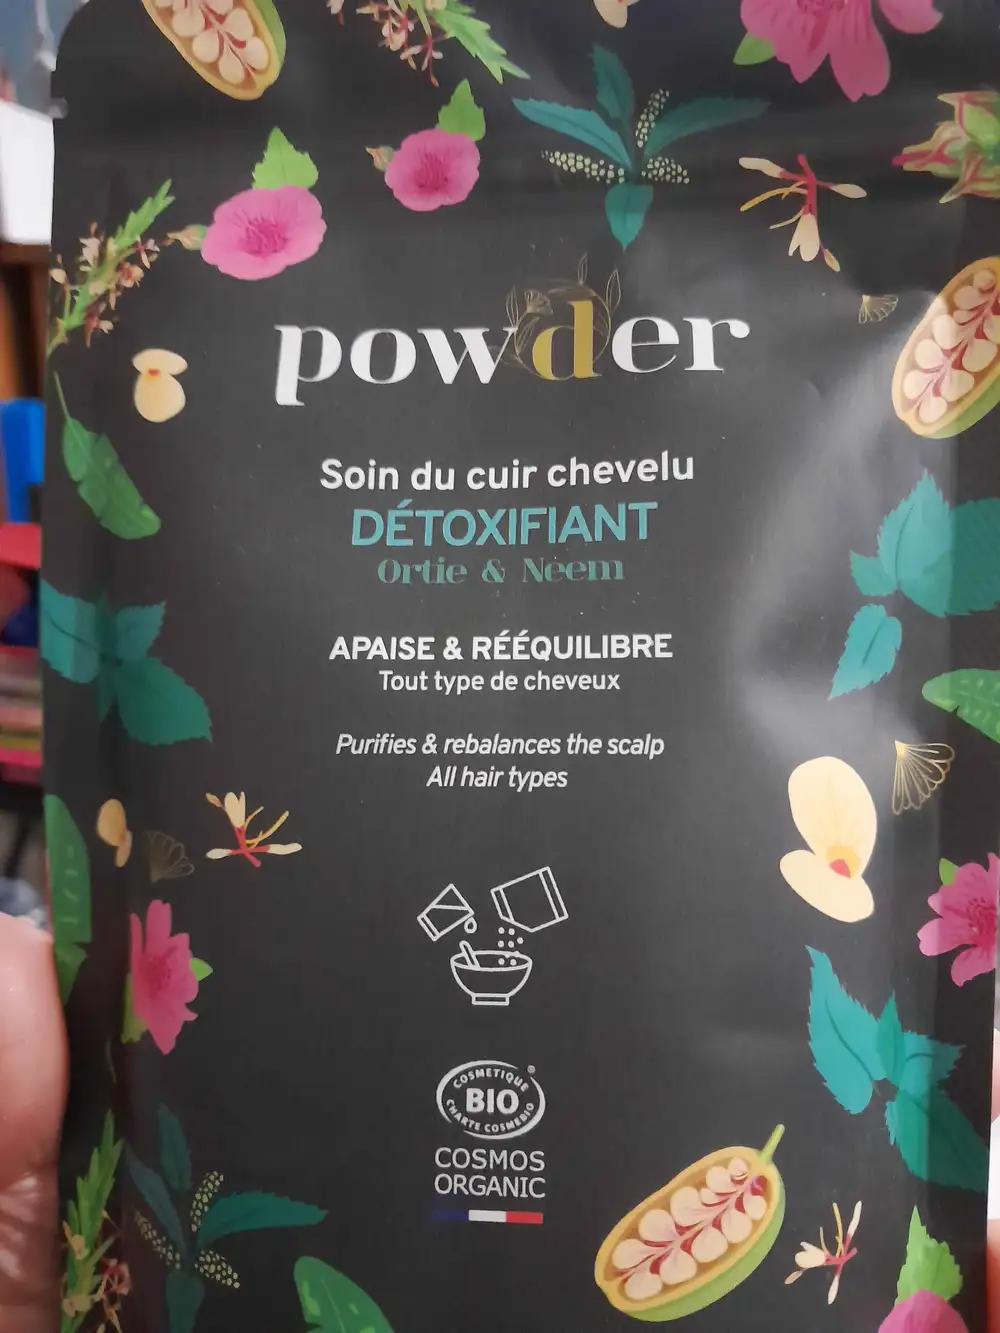 powder
Soin du cuir chevelu
DÉTOXIFIANT
Ortie & Neem
APAISE & RÉÉQUILIBRE
Tout type de cheveux
Purifies & rebalances the scalp
All hair types
COSMETIQUE
BIO
CHARTE COSMEBIO
®
COSMOS
ORGANIC